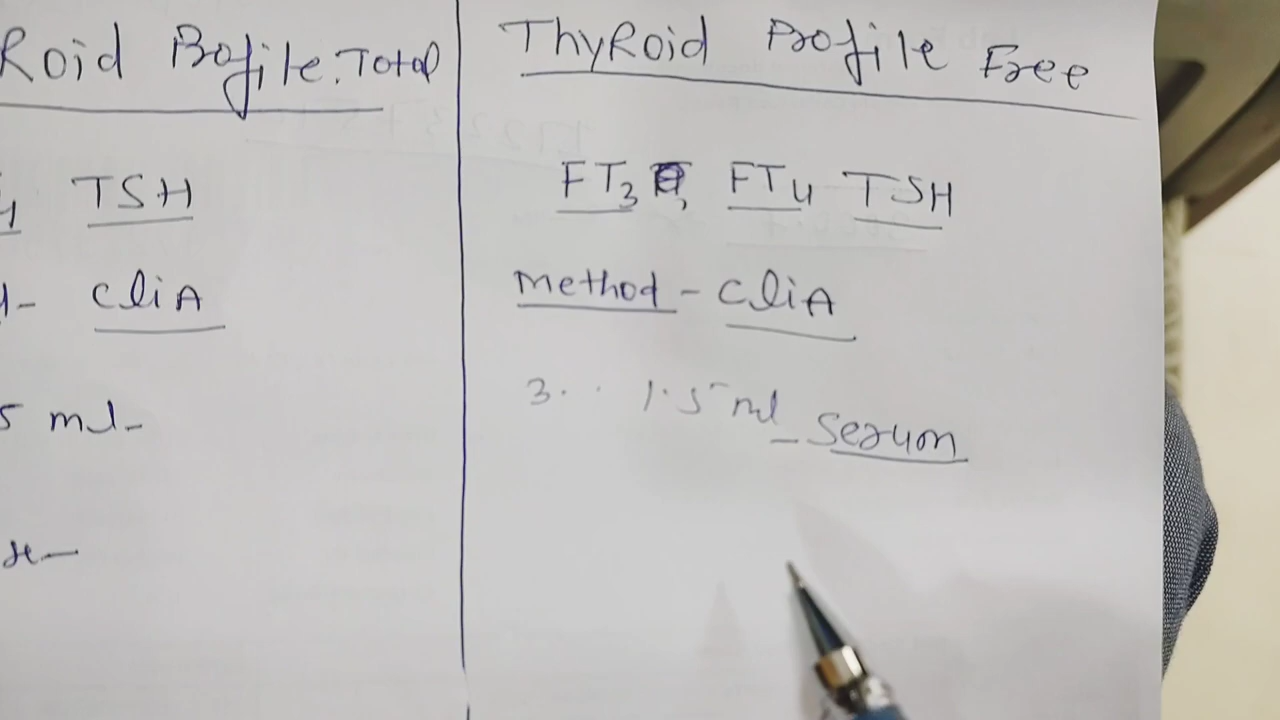 Roid Profile.Total
TSH
CliA
5 ml-
ThyRoid Profile Free
FT3, FT4 TSH
method - CliA
3. . 1.5 ml - Serum